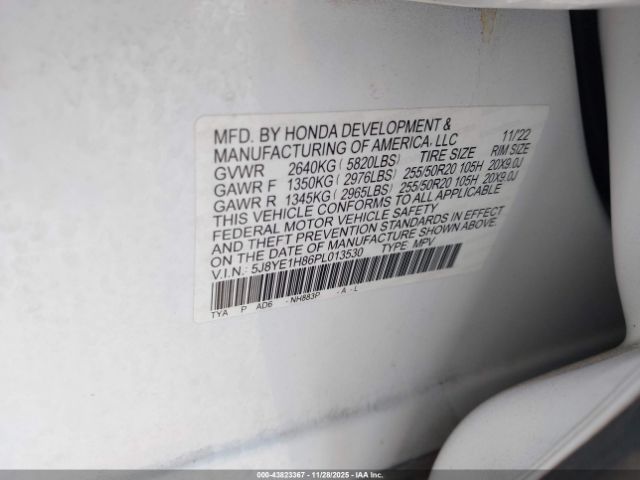 MFD. BY HONDA DEVELOPMENT & 11/22
MANUFACTURING OF AMERICA, LLC
GVWR 2640KG (5820LBS) TIRE SIZE RIM SIZE
GAWR F 1350KG (2976LBS) 255/50R20 105H 20X9.0J
GAWR R 1345KG (2965LBS) 255/50R20 105H 20X9.0J
THIS VEHICLE CONFORMS TO ALL APPLICABLE
FEDERAL MOTOR VEHICLE SAFETY
AND THEFT PREVENTION STANDARDS IN EFFECT
ON THE DATE OF MANUFACTURE SHOWN ABOVE.
V.I.N.: 5J8YE1H86PL013530 TYPE: MPV
TYA P AD6 - NH883P - A - L
000-43823367 - 11/28/2025 - IAA Inc.